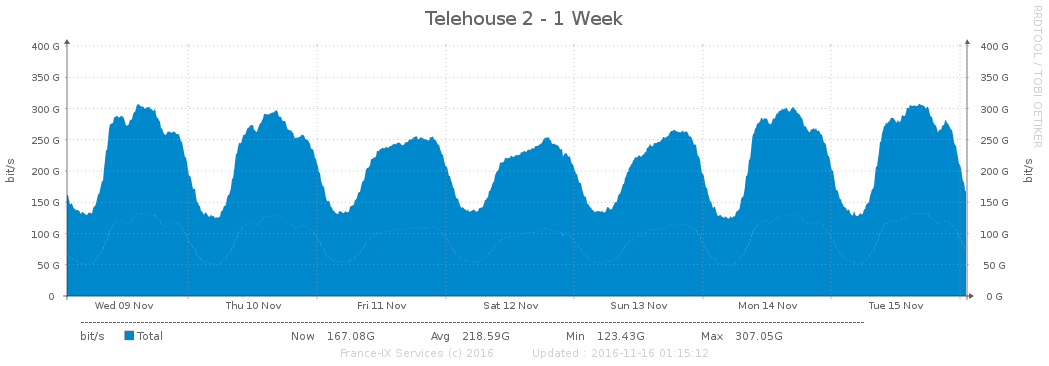 Telehouse 2 - 1 Week
RRDTOOL / TOBI OETIKER
400 G 400 G
350 G 350 G
300 G 300 G
250 G 250 G
bit/s bit/s
200 G 200 G
150 G 150 G
100 G 100 G
50 G 50 G
0 0 G
Wed 09 Nov Thu 10 Nov Fri 11 Nov Sat 12 Nov Sun 13 Nov Mon 14 Nov Tue 15 Nov
bit/s Total Now 167.08G Avg 218.59G Min 123.43G Max 307.05G
France-IX Services (c) 2016 Updated : 2016-11-16 01:15:12